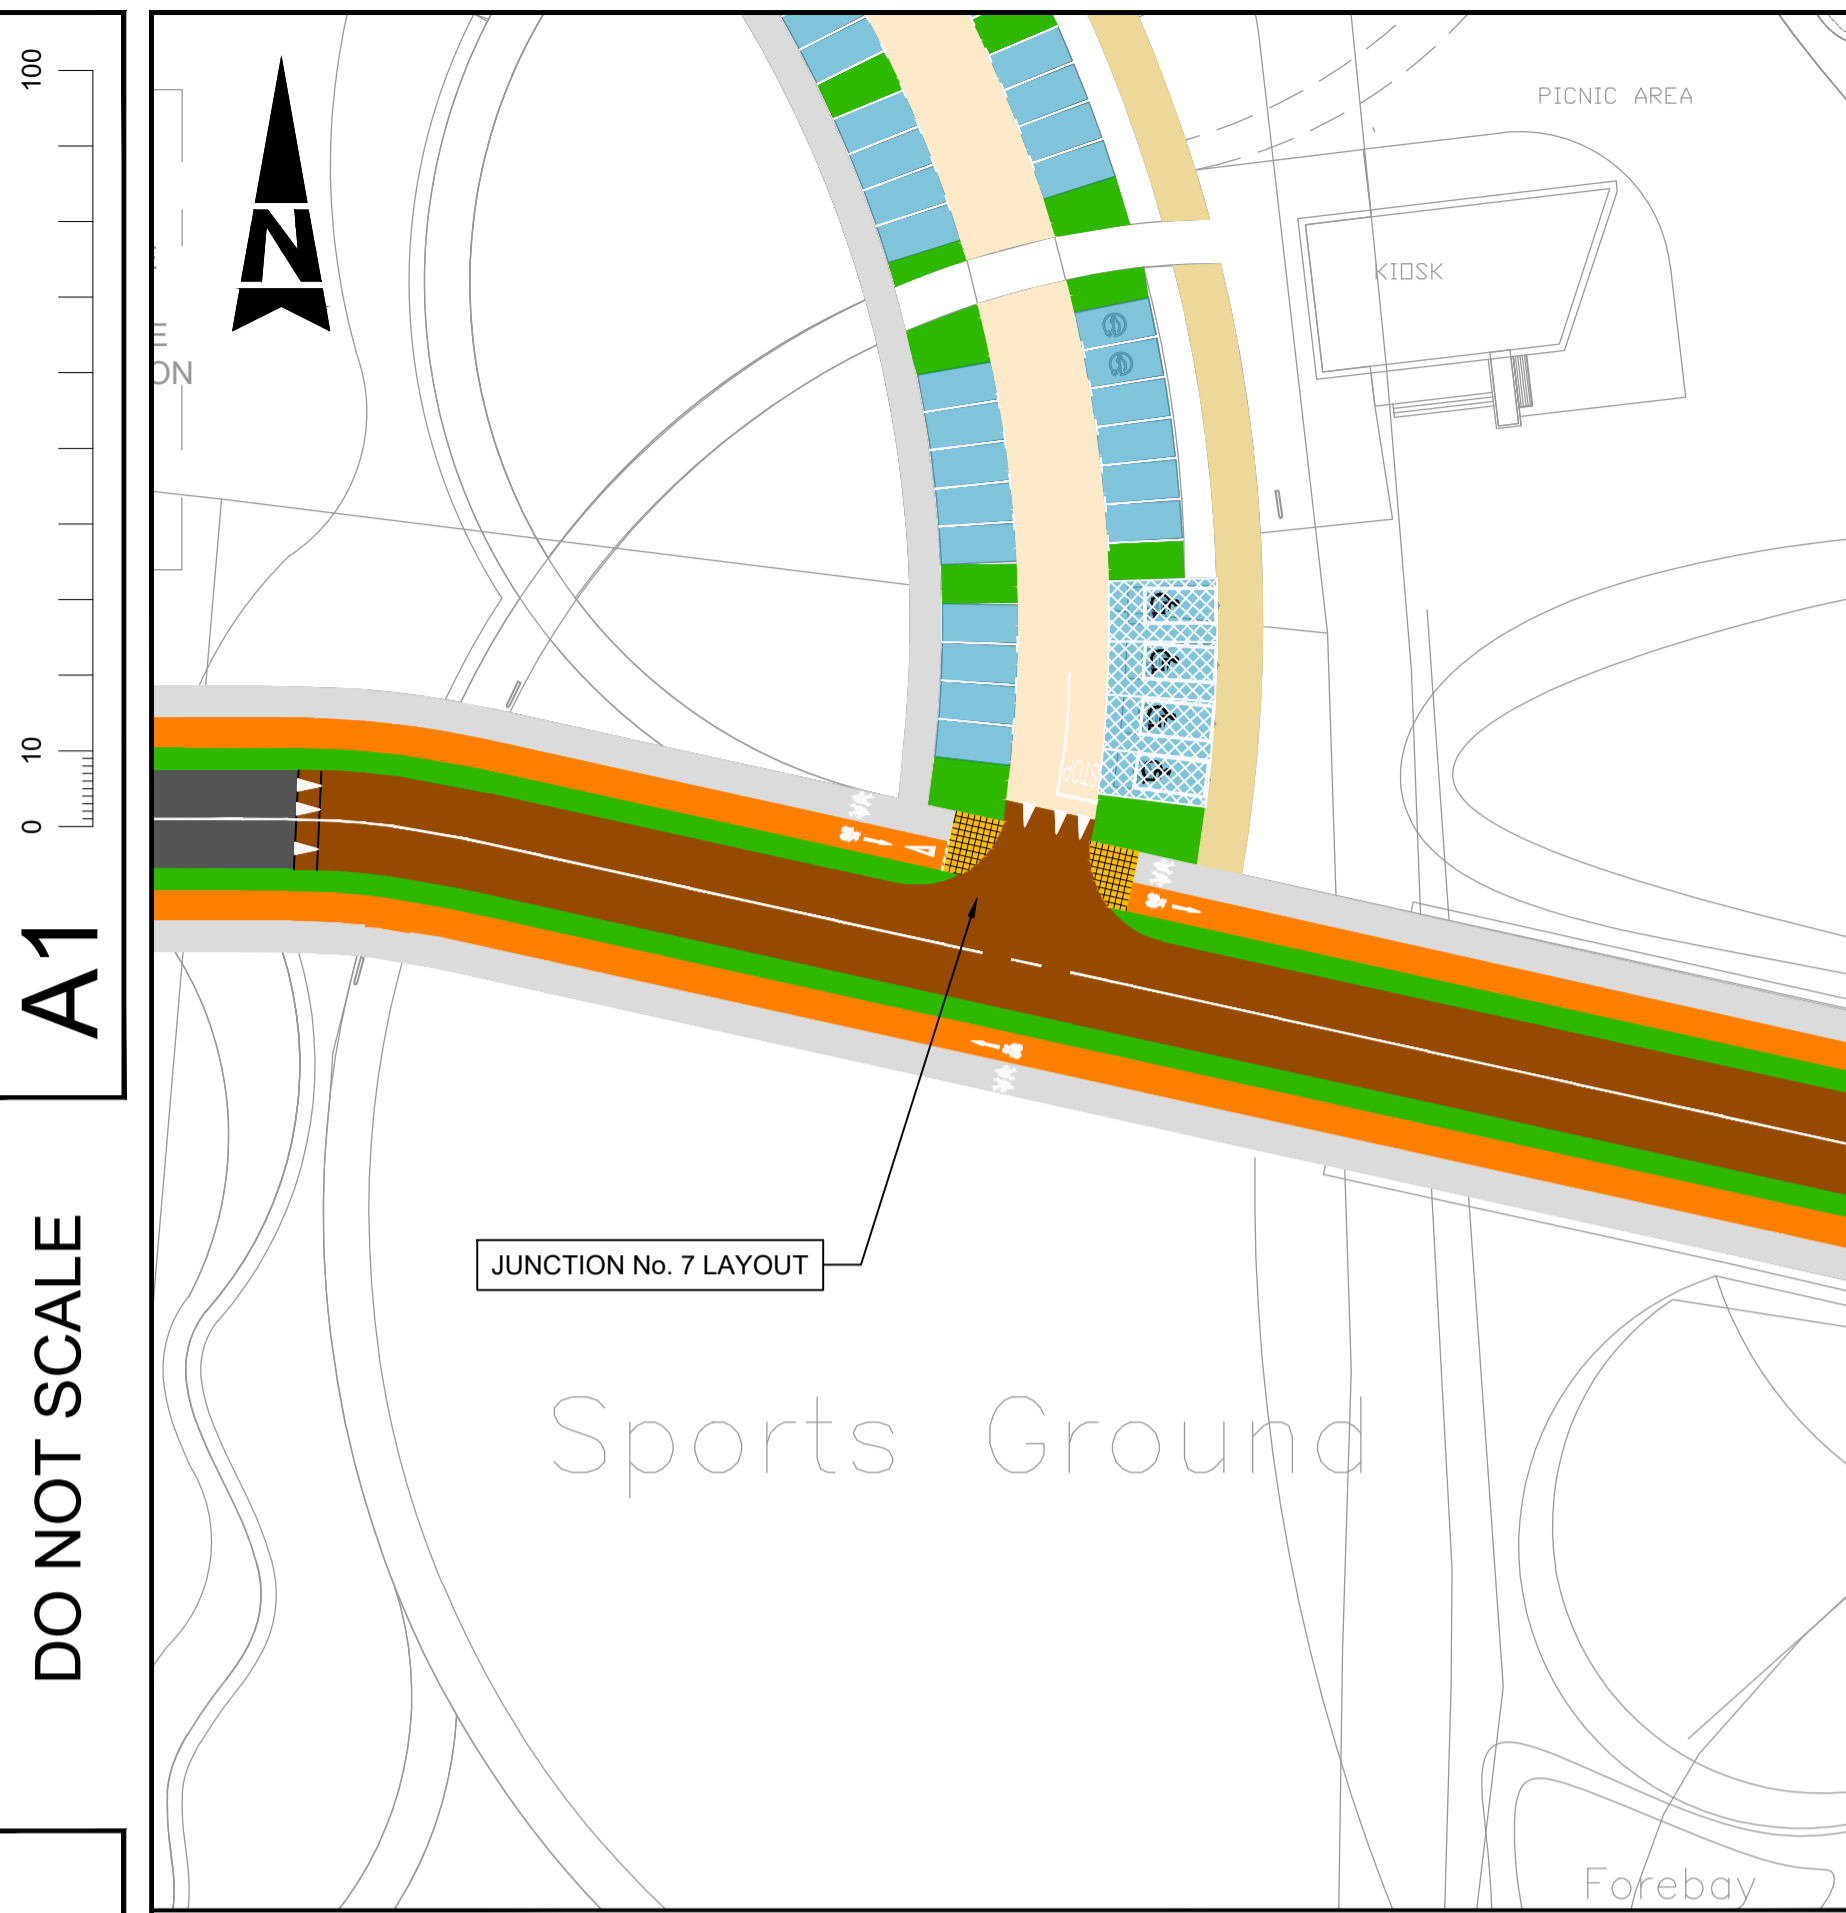 100
10
0
A1
DO NOT SCALE
N
ON
PICNIC AREA
KIOSK
STOP
JUNCTION No. 7 LAYOUT
Sports Ground
Forebay